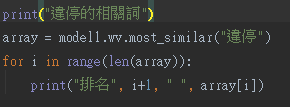 print("違停的相關詞")
array = model1.wv.most_similar("違停")
for i in range(len(array)):
    print("排名", i+1, " ", array[i])